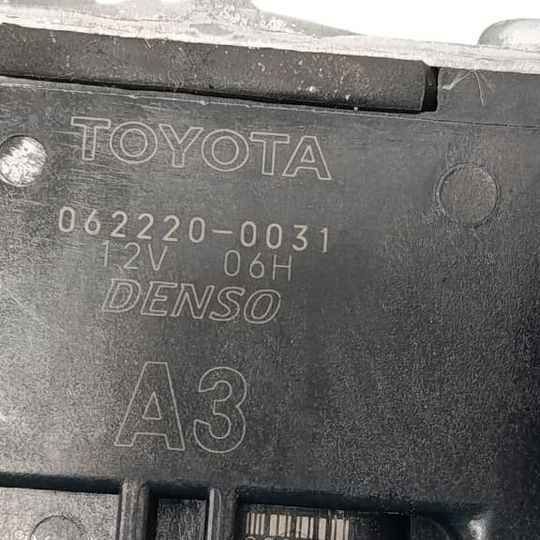 TOYOTA
062220-0031
12V 06H
DENSO
A3